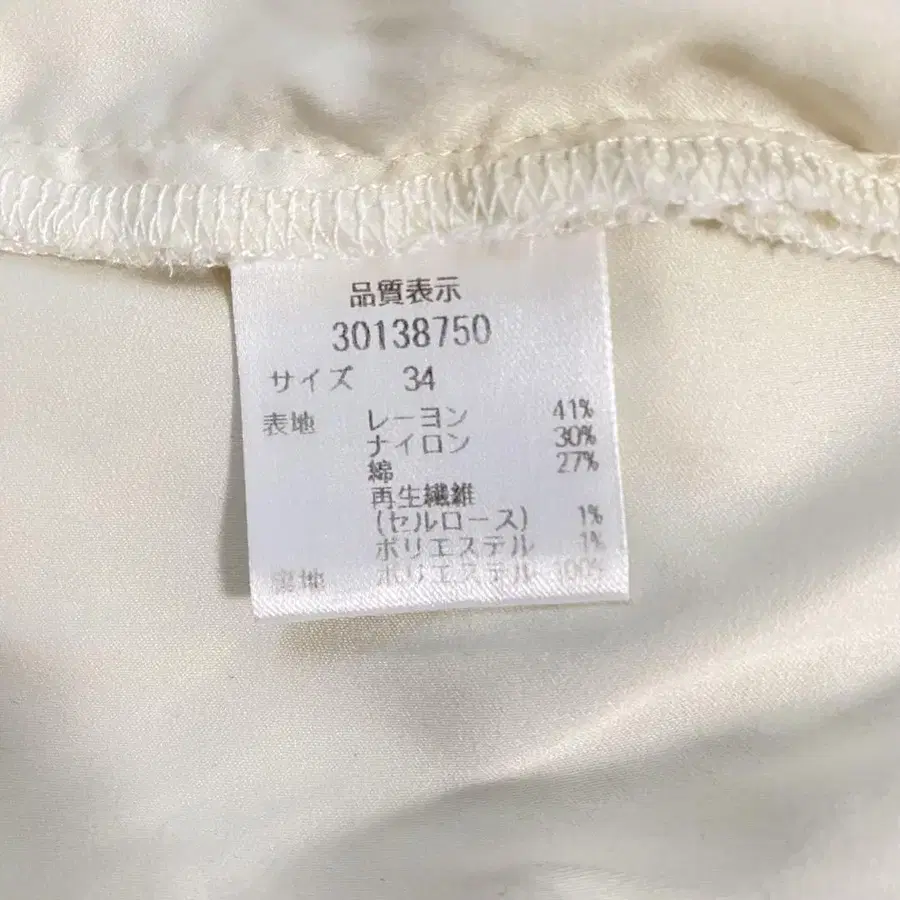 品質表示
30138750
サイズ 34
表地 レーヨン 41%
ナイロン 30%
綿 27%
再生繊維
(セルロース) 1%
ポリエステル 1%
裏地 ポリエステル 100%